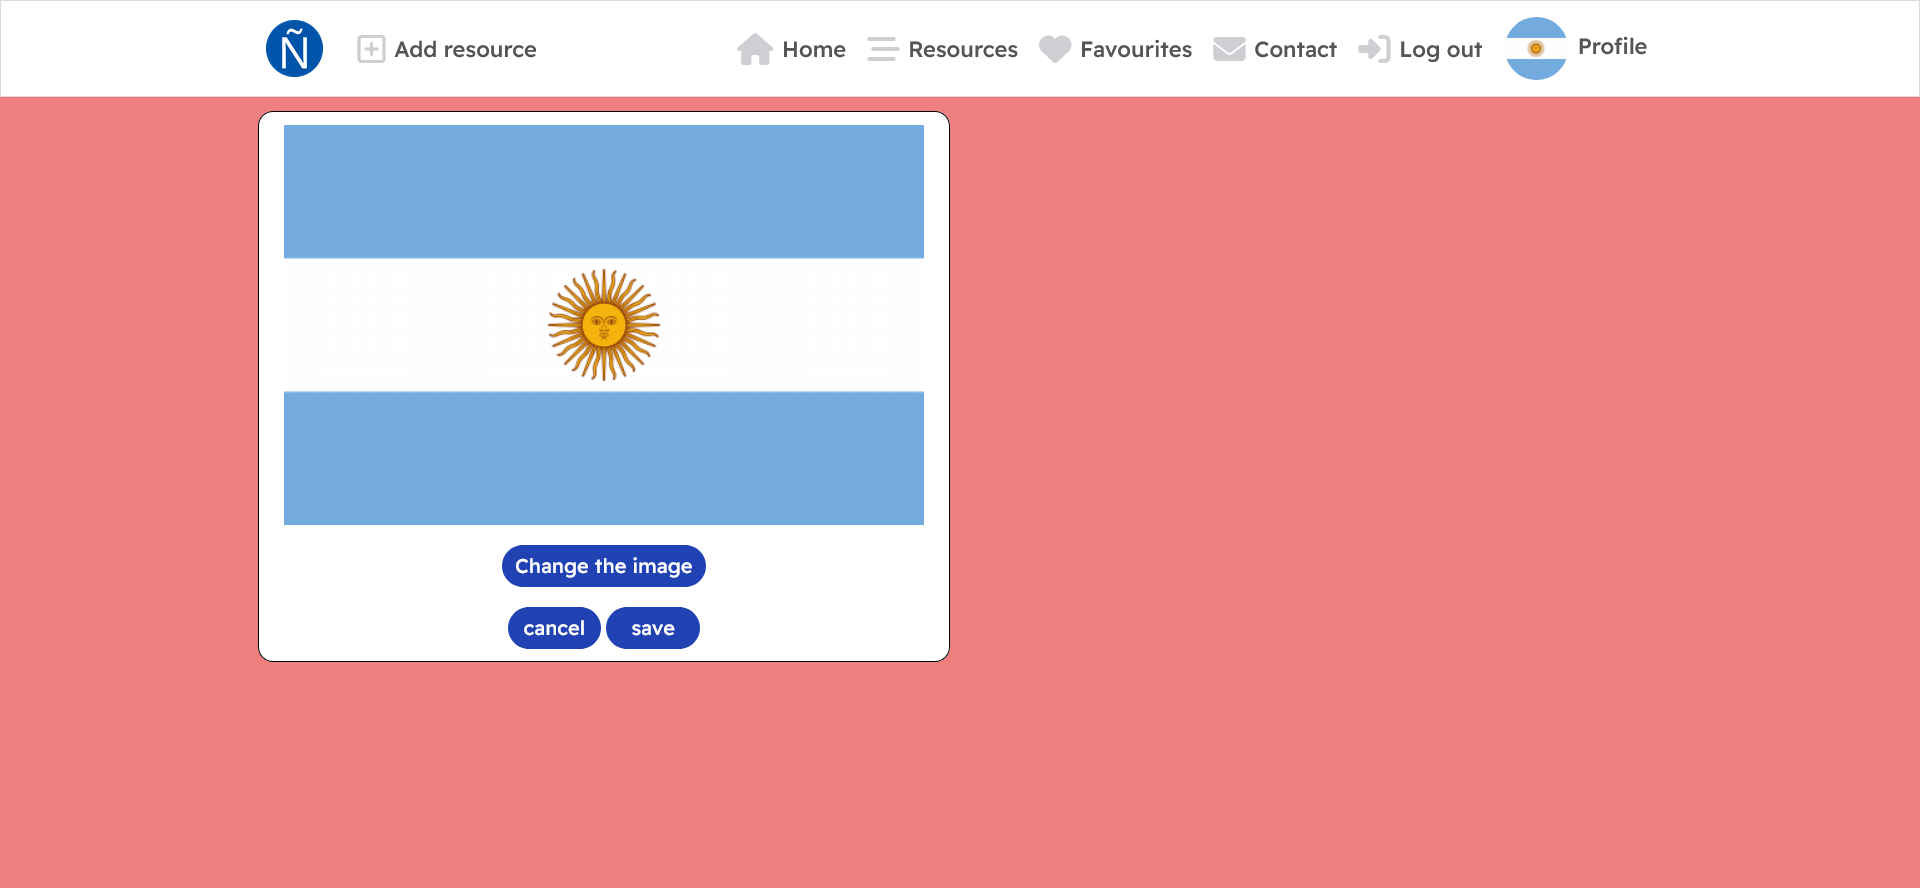 Ñ
Add resource
Home
Resources
Favourites
Contact
Log out
Profile
Change the image
cancel
save